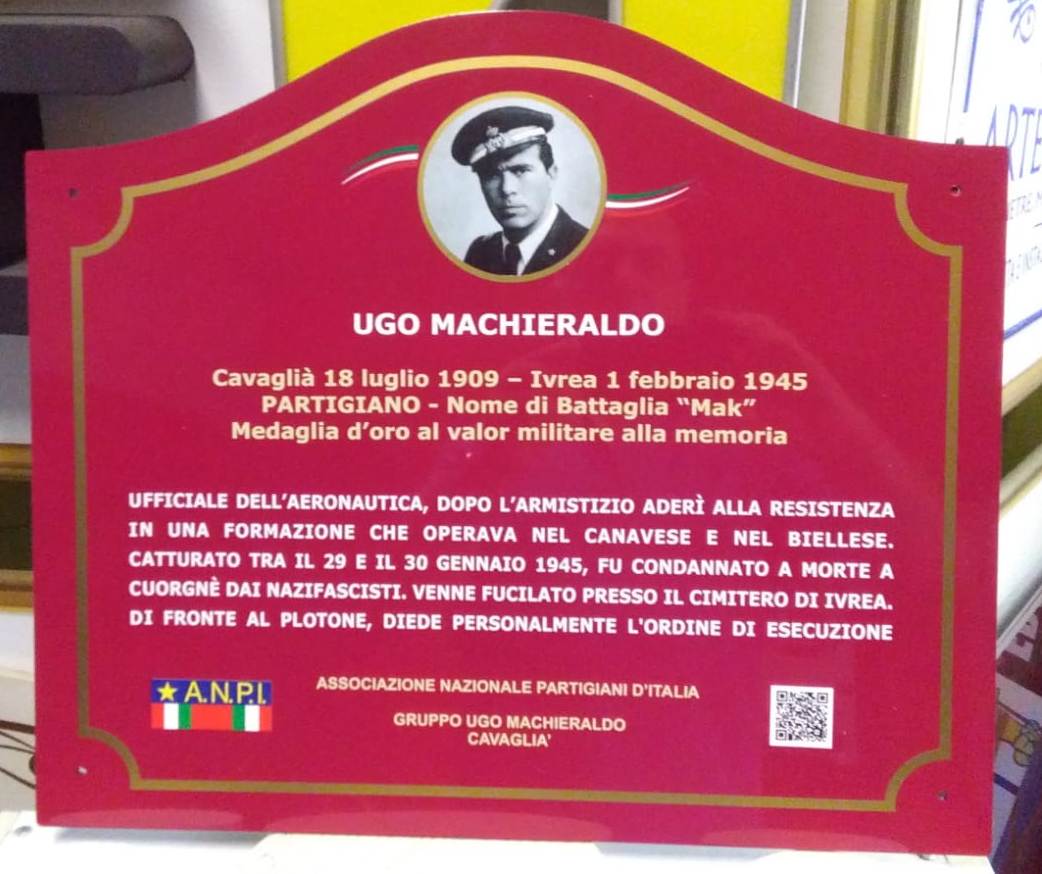 UGO MACHIERALDO
Cavaglià 18 luglio 1909 – Ivrea 1 febbraio 1945
PARTIGIANO - Nome di Battaglia “Mak”
Medaglia d’oro al valor militare alla memoria
UFFICIALE DELL’AERONAUTICA, DOPO L’ARMISTIZIO ADERÌ ALLA RESISTENZA
IN UNA FORMAZIONE CHE OPERAVA NEL CANAVESE E NEL BIELLESE.
CATTURATO TRA IL 29 E IL 30 GENNAIO 1945, FU CONDANNATO A MORTE A
CUORGNÈ DAI NAZIFASCISTI. VENNE FUCILATO PRESSO IL CIMITERO DI IVREA.
DI FRONTE AL PLOTONE, DIEDE PERSONALMENTE L'ORDINE DI ESECUZIONE
A.N.P.I.
ASSOCIAZIONE NAZIONALE PARTIGIANI D’ITALIA
GRUPPO UGO MACHIERALDO
CAVAGLIA’